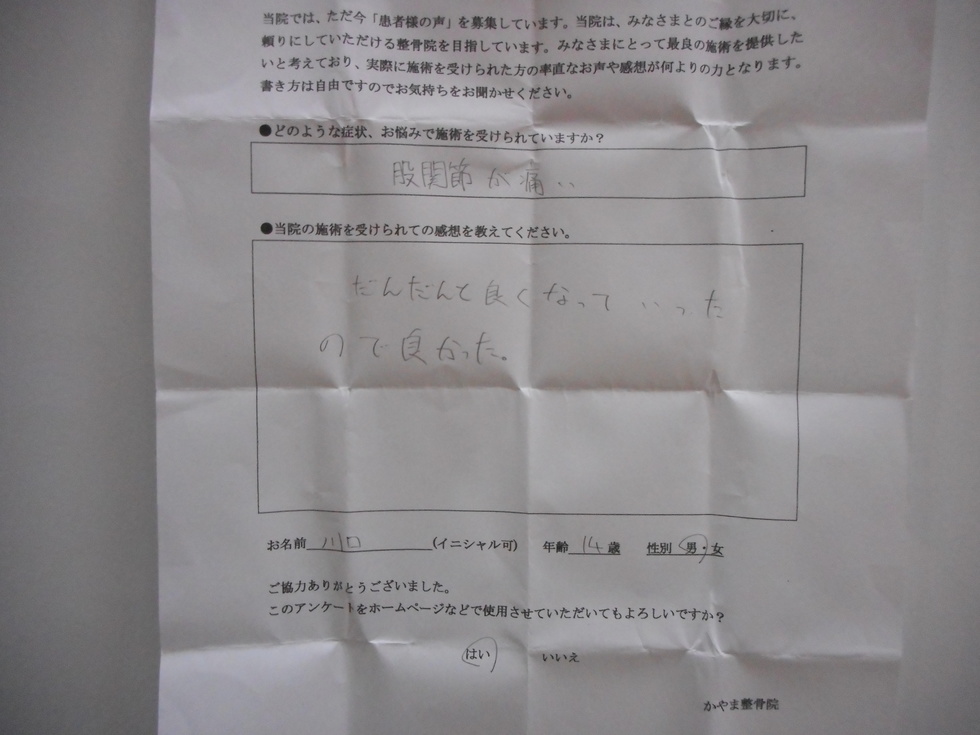 当院では、ただ今「患者様の声」を募集しています。当院は、みなさまとのご縁を大切に、
頼りにしていただける整骨院を目指しています。みなさまにとって最良の施術を提供した
いと考えており、実際に施術を受けられた方の率直なお声や感想が何よりの力となります。
書き方は自由ですのでお気持ちをお聞かせください。
●どのような症状、お悩みで施術を受けられていますか？
股関節が痛い
●当院の施術を受けられての感想を教えてください。
だんだんと良くなっていった
ので良かった。
お名前 川口 (イニシャル可) 年齢 14 歳 性別 男・女
ご協力ありがとうございました。
このアンケートをホームページなどで使用させていただいてもよろしいですか？
はい いいえ
かやま整骨院